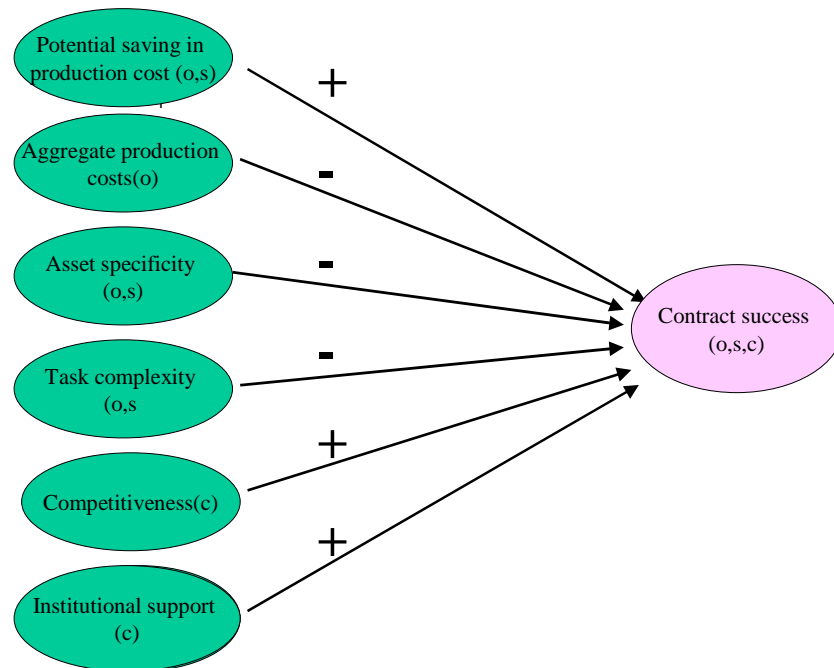 Potential saving in
production cost (o,s)
+
Aggregate production
costs(o)
-
Asset specificity
(o,s)
-
Contract success
(o,s,c)
Task complexity
(o,s
-
Competitiveness(c)
+
Institutional support
(c)
+